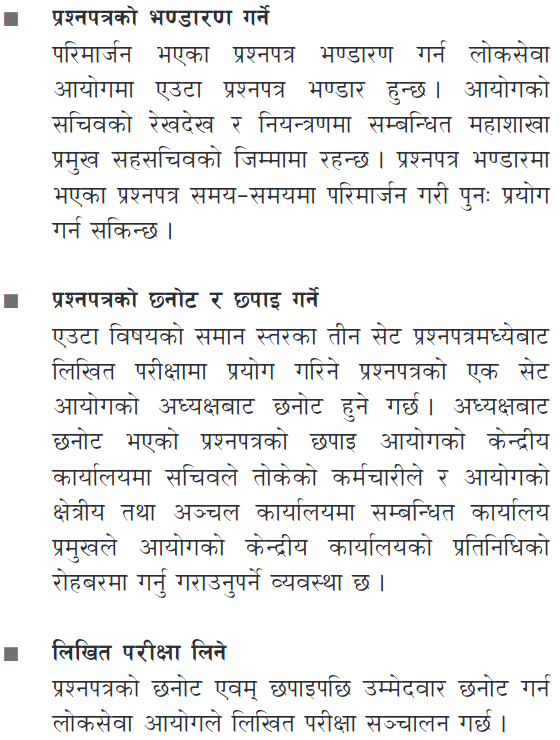 प्रश्नपत्रको भण्डारण गर्ने
परिमार्जन भएका प्रश्नपत्र भण्डारण गर्न लोकसेवा
आयोगमा एउटा प्रश्नपत्र भण्डार हुन्छ । आयोगको
सचिवको रेखदेख र नियन्त्रणमा सम्बन्धित महाशाखा
प्रमुख सहसचिवको जिम्मामा रहन्छ । प्रश्नपत्र भण्डारमा
भएका प्रश्नपत्र समय-समयमा परिमार्जन गरी पुनः प्रयोग
गर्न सकिन्छ ।
प्रश्नपत्रको छनोट र छपाइ गर्ने
एउटा विषयको समान स्तरका तीन सेट प्रश्नपत्रमध्येबाट
लिखित परीक्षामा प्रयोग गरिने प्रश्नपत्रको एक सेट
आयोगको अध्यक्षबाट छनोट हुने गर्छ । अध्यक्षबाट
छनोट भएको प्रश्नपत्रको छपाइ आयोगको केन्द्रीय
कार्यालयमा सचिवले तोकेको कर्मचारीले र आयोगको
क्षेत्रीय तथा अञ्चल कार्यालयमा सम्बन्धित कार्यालय
प्रमुखले आयोगको केन्द्रीय कार्यालयको प्रतिनिधिको
रोहबरमा गर्नु गराउनुपर्ने व्यवस्था छ ।
लिखित परीक्षा लिने
प्रश्नपत्रको छनोट एवम् छपाइपछि उम्मेदवार छनोट गर्न
लोकसेवा आयोगले लिखित परीक्षा सञ्चालन गर्छ ।